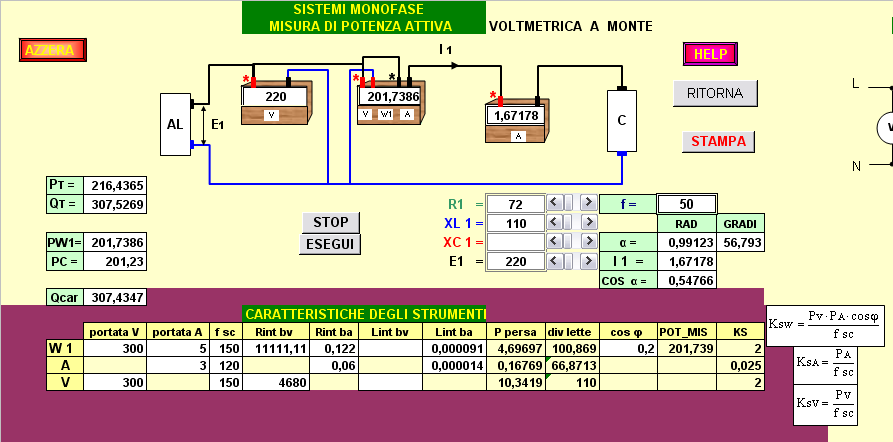 SISTEMI MONOFASE
MISURA DI POTENZA ATTIVA
VOLTMETRICA A MONTE
AZZERA
I 1
HELP
RITORNA
STAMPA
* * * *
220
201,7386
1,67178
V
V W1 A
A
AL
E1
C
L
V
N
PT = 216,4365
QT = 307,5269
PW1= 201,7386
PC = 201,23
Qcar 307,4347
STOP
ESEGUI
R1 = 72
XL 1 = 110
XC 1 =
E1 = 220
f = 50
RAD GRADI
α = 0,99123 56,793
I 1 = 1,67178
COS α = 0,54766
CARATTERISTICHE DEGLI STRUMENTI
portata V portata A f sc Rint bv Rint ba Lint bv Lint ba P persa div lette cos φ POT_MIS KS
W 1 300 5 150 11111,11 0,122 0,000091 4,69697 100,869 0,2 201,739 2
A 3 120 0,06 0,000014 0,16769 66,8713 0,025
V 300 150 4680 10,3419 110 2
Ksw = Pv·PA·cosφ / f sc
KsA = PA / f sc
KsV = PV / f sc